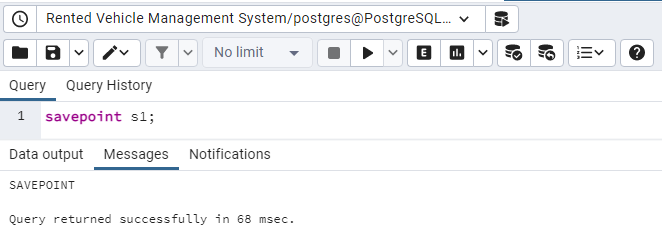 Rented Vehicle Management System/postgres@PostgreSQL...
No limit
E
Query Query History
1 savepoint s1;
Data output Messages Notifications
SAVEPOINT
Query returned successfully in 68 msec.